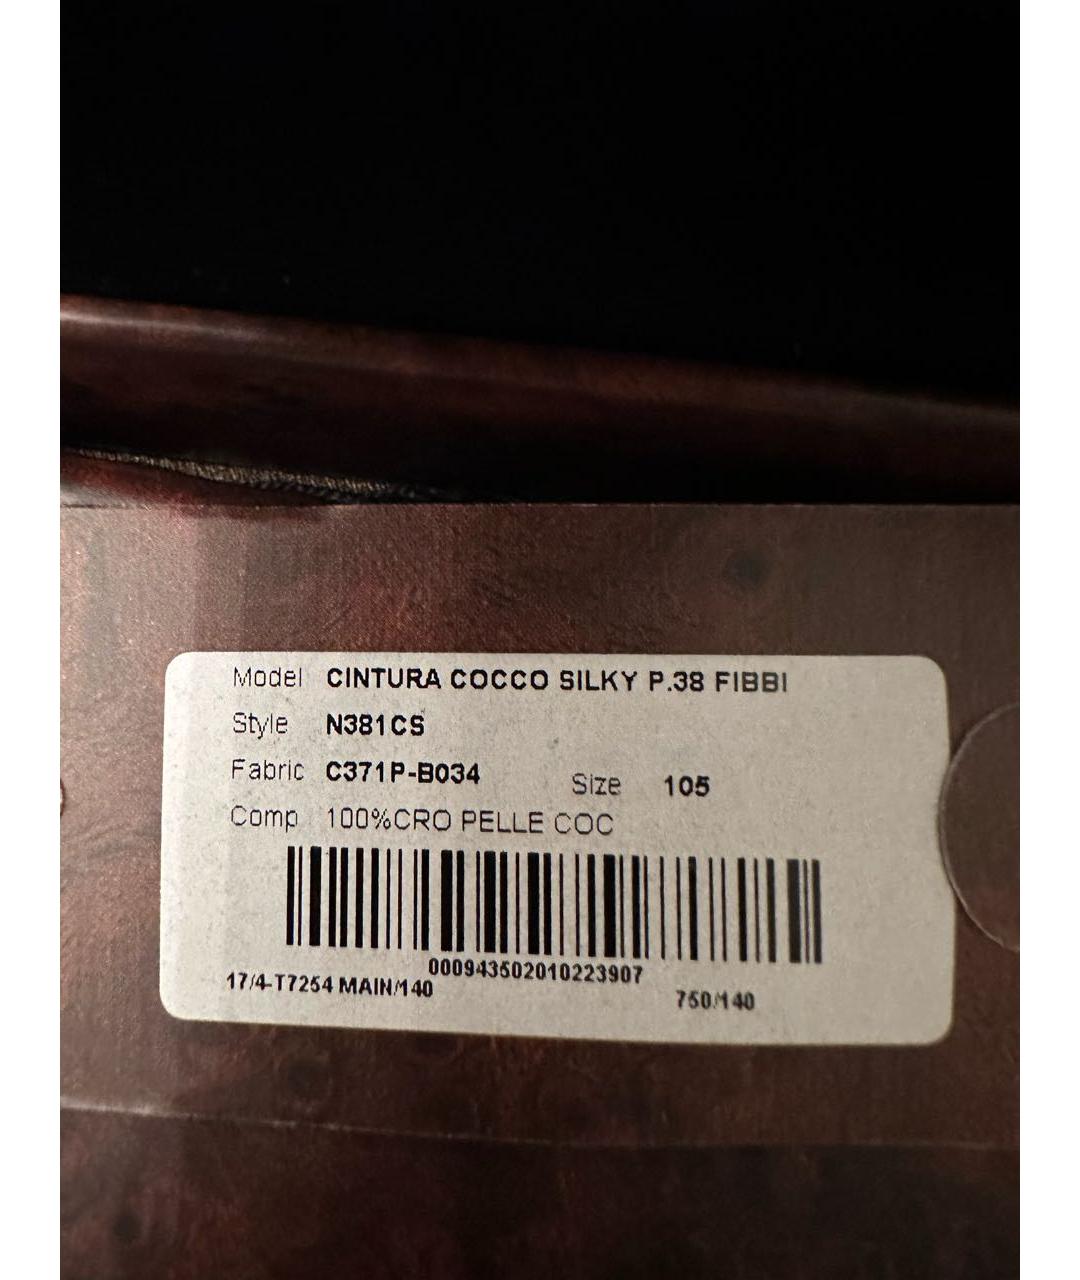 Model CINTURA COCCO SILKY P.38 FIBBI
Style N381CS
Fabric C371P-B034 Size 105
Comp 100%CRO PELLE COC
000943502010223907
17/4-T7254 MAIN/140 750/140